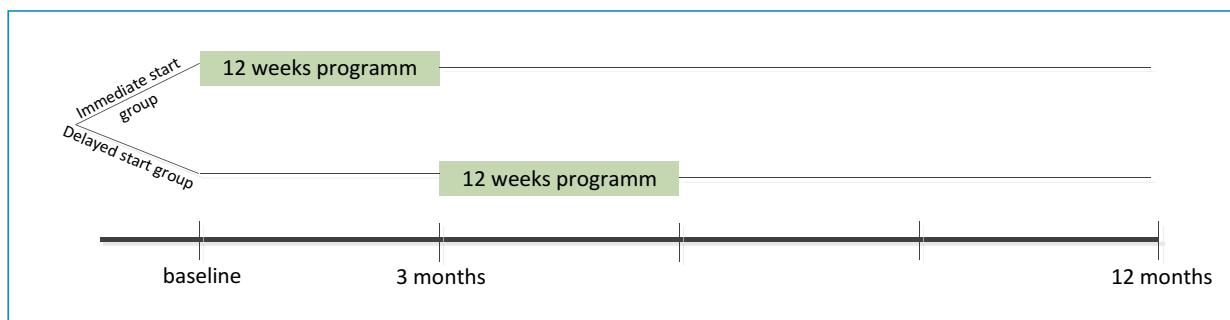 Immediate start
group
12 weeks programm
Delayed start group
12 weeks programm
baseline
3 months
12 months